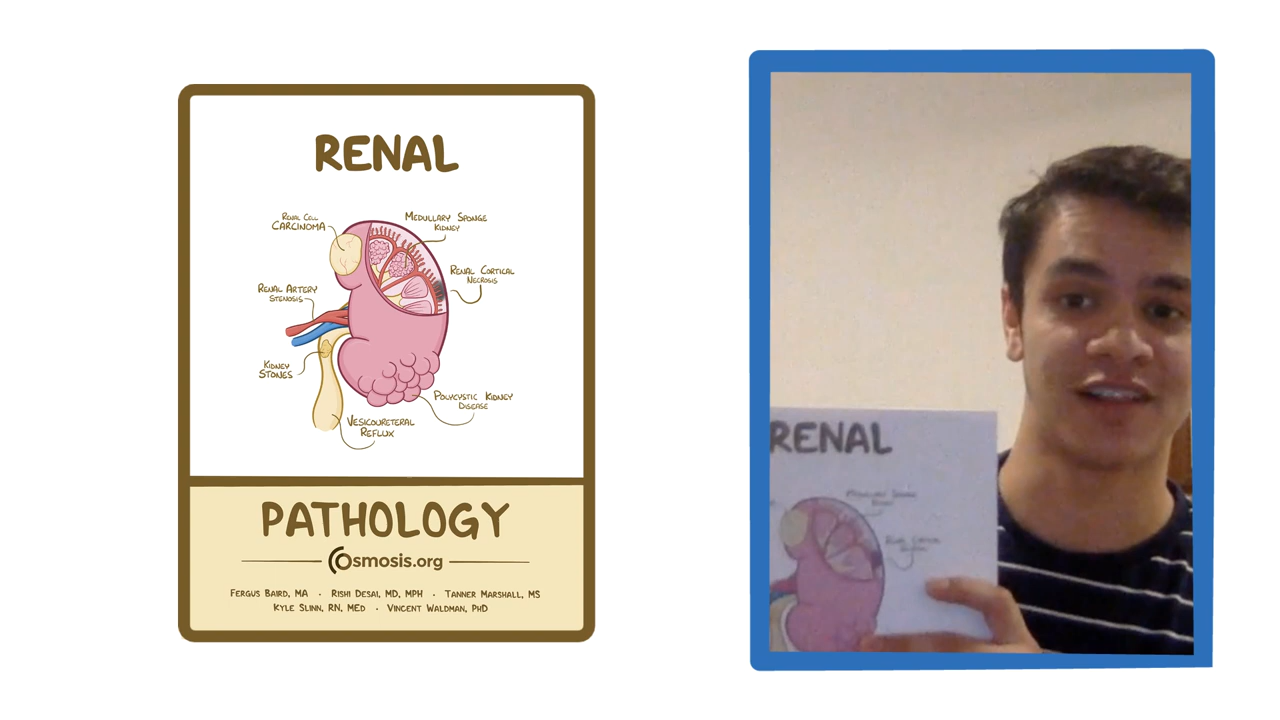 RENAL
RENAL CELL
CARCINOMA
MEDULLARY SPONGE
KIDNEY
RENAL CORTICAL
NECROSIS
RENAL ARTERY
STENOSIS
KIDNEY
STONES
POLYCYSTIC KIDNEY
DISEASE
VESICOURETERAL
REFLUX
PATHOLOGY
Osmosis.org
FERGUS BAIRD, MA · RISHI DESAI, MD, MPH · TANNER MARSHALL, MS
KYLE SLINN, RN, MED · VINCENT WALDMAN, PHD
RENAL